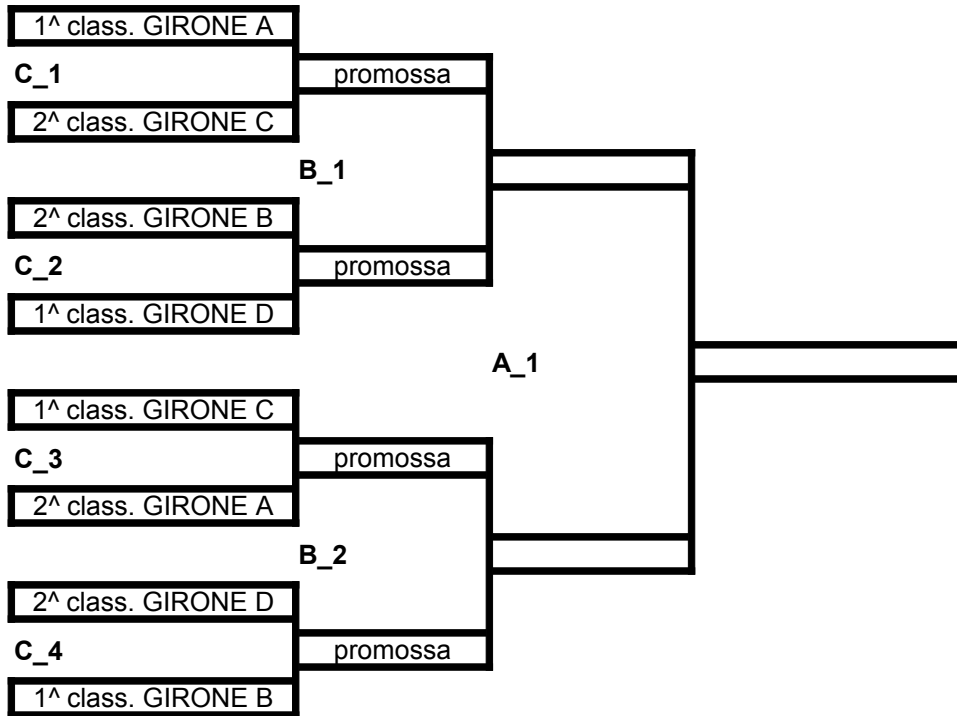 1^ class. GIRONE A
C_1
promossa
2^ class. GIRONE C
B_1
2^ class. GIRONE B
C_2
promossa
1^ class. GIRONE D
A_1
1^ class. GIRONE C
C_3
promossa
2^ class. GIRONE A
B_2
2^ class. GIRONE D
C_4
promossa
1^ class. GIRONE B